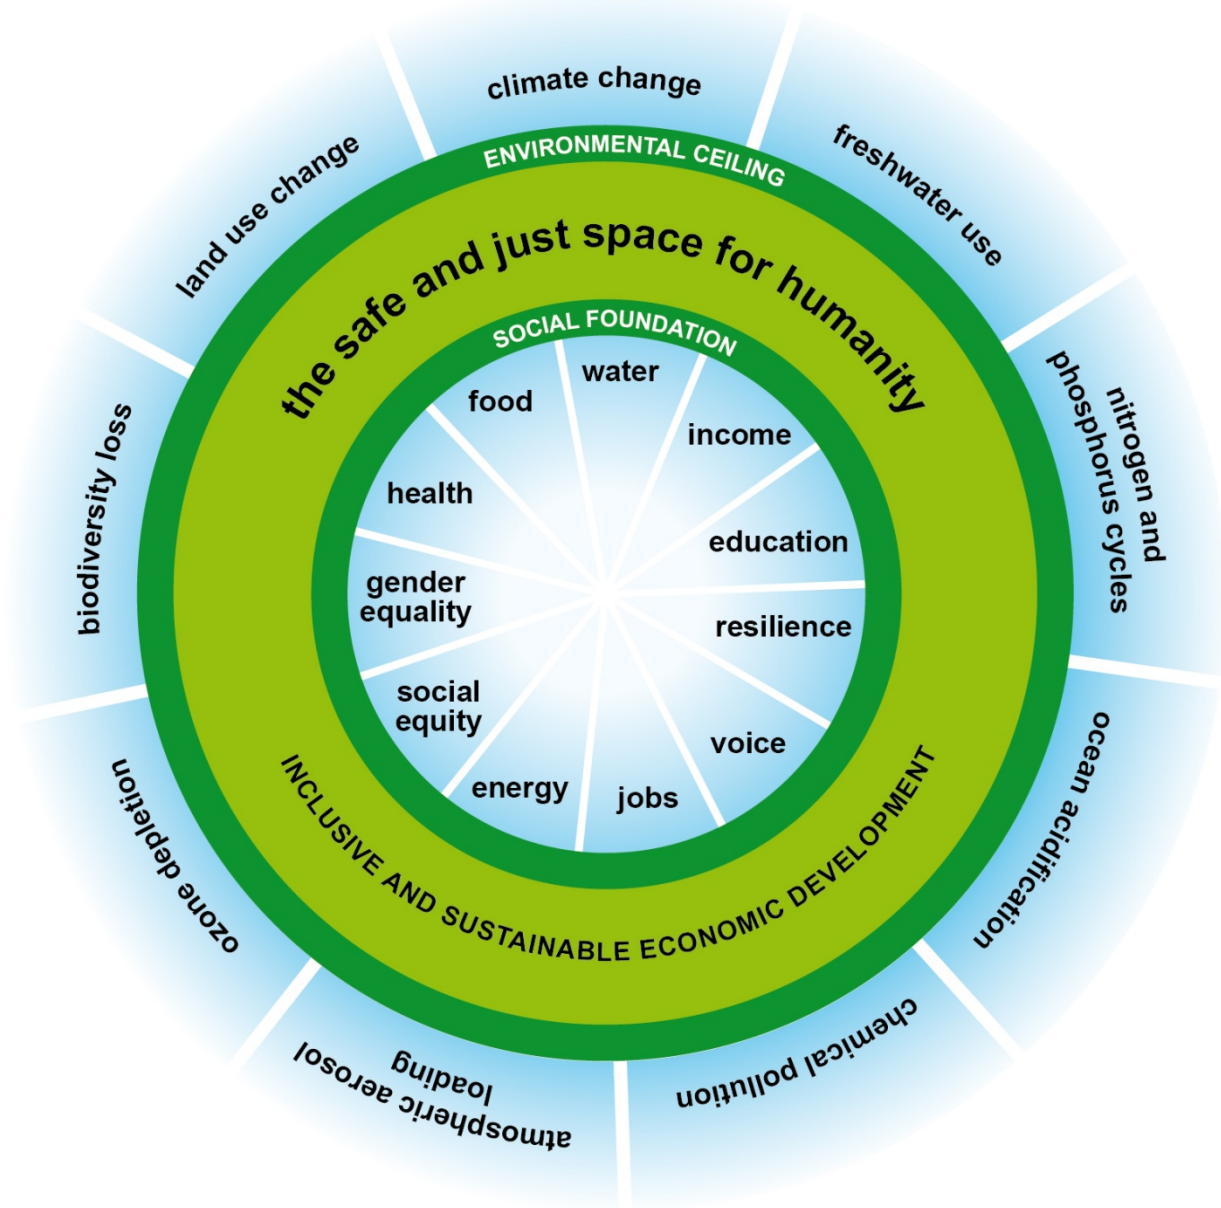 climate change
freshwater use
nitrogen and
phosphorus cycles
ocean acidification
chemical pollution
atmospheric aerosol
loading
ozone depletion
biodiversity loss
land use change
ENVIRONMENTAL CEILING
the safe and just space for humanity
SOCIAL FOUNDATION
water
income
education
resilience
voice
jobs
energy
social
equity
gender
equality
health
food
INCLUSIVE AND SUSTAINABLE ECONOMIC DEVELOPMENT